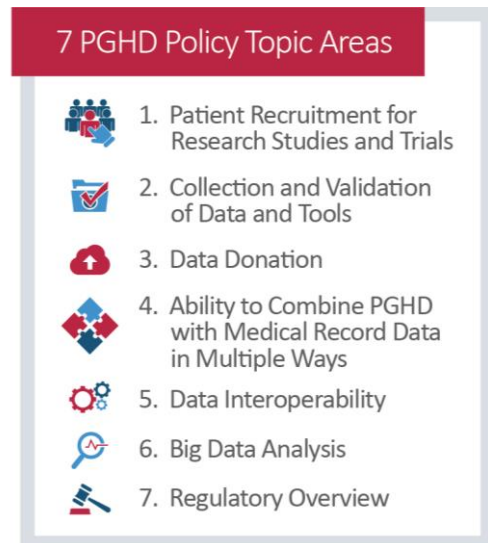 7 PGHD Policy Topic Areas
1. Patient Recruitment for
Research Studies and Trials
2. Collection and Validation
of Data and Tools
3. Data Donation
4. Ability to Combine PGHD
with Medical Record Data
in Multiple Ways
5. Data Interoperability
6. Big Data Analysis
7. Regulatory Overview